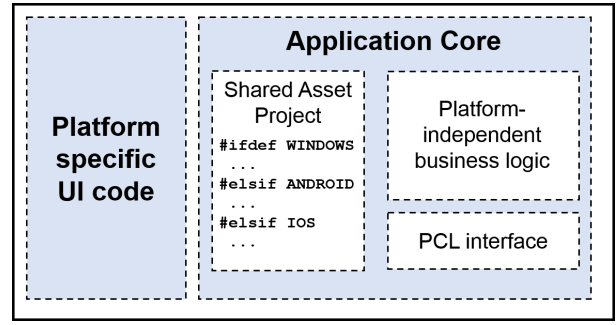 Platform
specific
UI code
Application Core
Shared Asset
Project
#ifdef WINDOWS
...
#elsif ANDROID
...
#elsif IOS
...
Platform-
independent
business logic
PCL interface